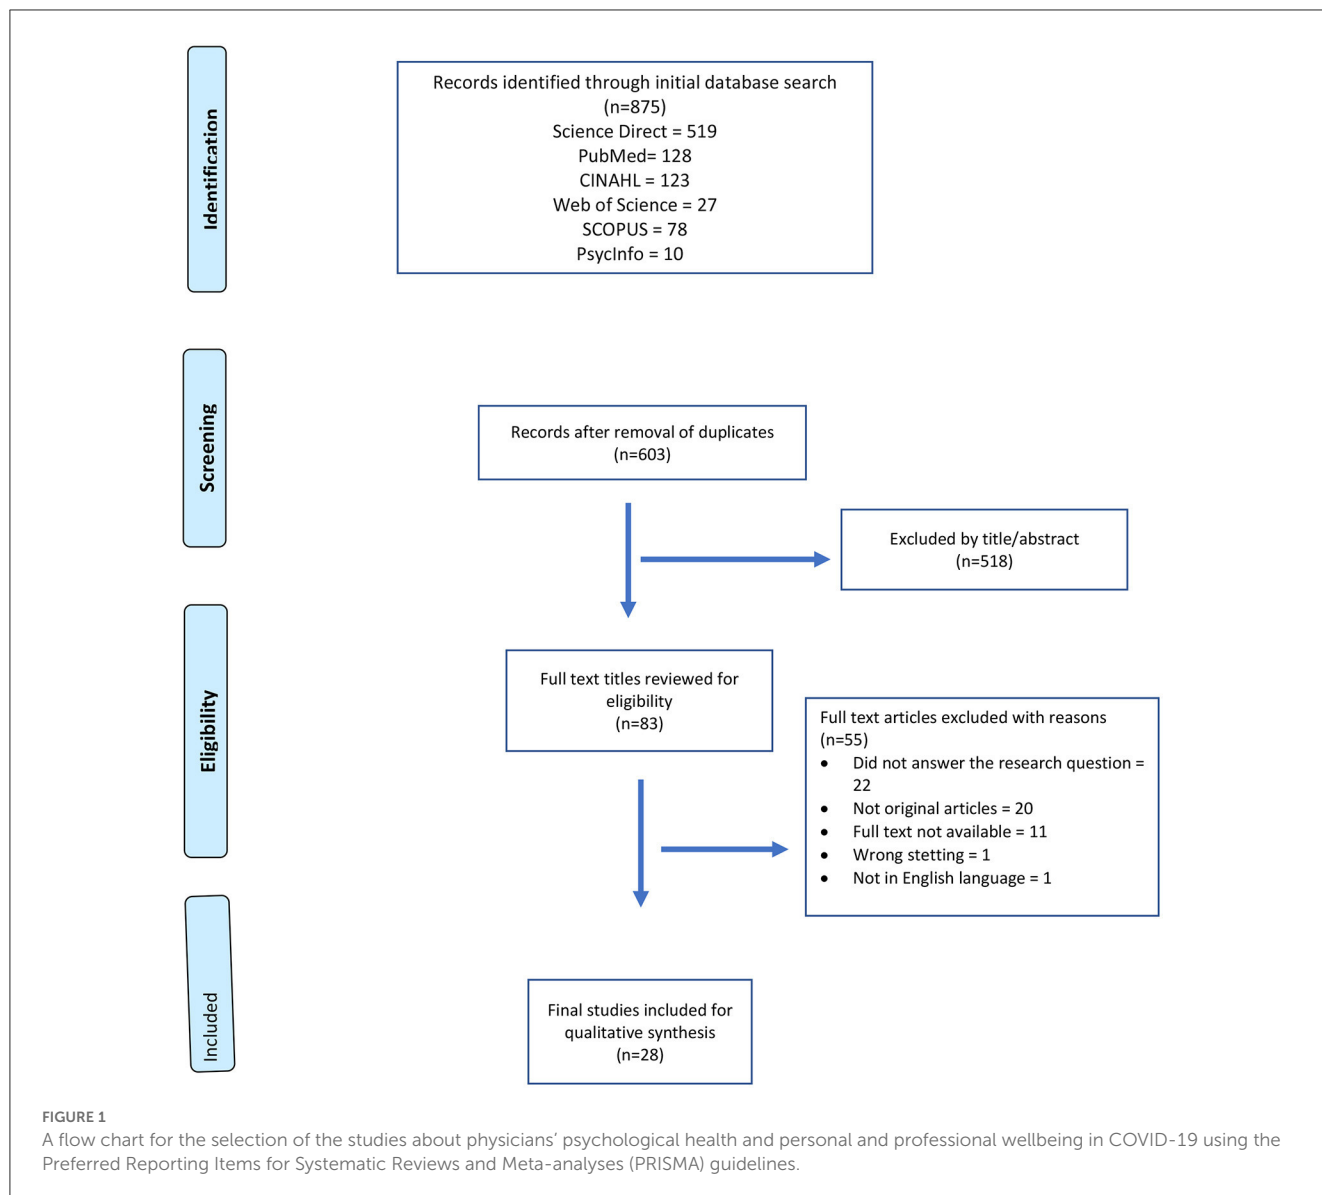 Identification
Records identified through initial database search
(n=875)
Science Direct = 519
PubMed= 128
CINAHL = 123
Web of Science = 27
SCOPUS = 78
PsycInfo = 10
Screening
Records after removal of duplicates
(n=603)
Excluded by title/abstract
(n=518)
Eligibility
Full text titles reviewed for
eligibility
(n=83)
Full text articles excluded with reasons
(n=55)
• Did not answer the research question =
22
• Not original articles = 20
• Full text not available = 11
• Wrong stetting = 1
• Not in English language = 1
Included
Final studies included for
qualitative synthesis
(n=28)
FIGURE 1
A flow chart for the selection of the studies about physicians’ psychological health and personal and professional wellbeing in COVID-19 using the
Preferred Reporting Items for Systematic Reviews and Meta-analyses (PRISMA) guidelines.